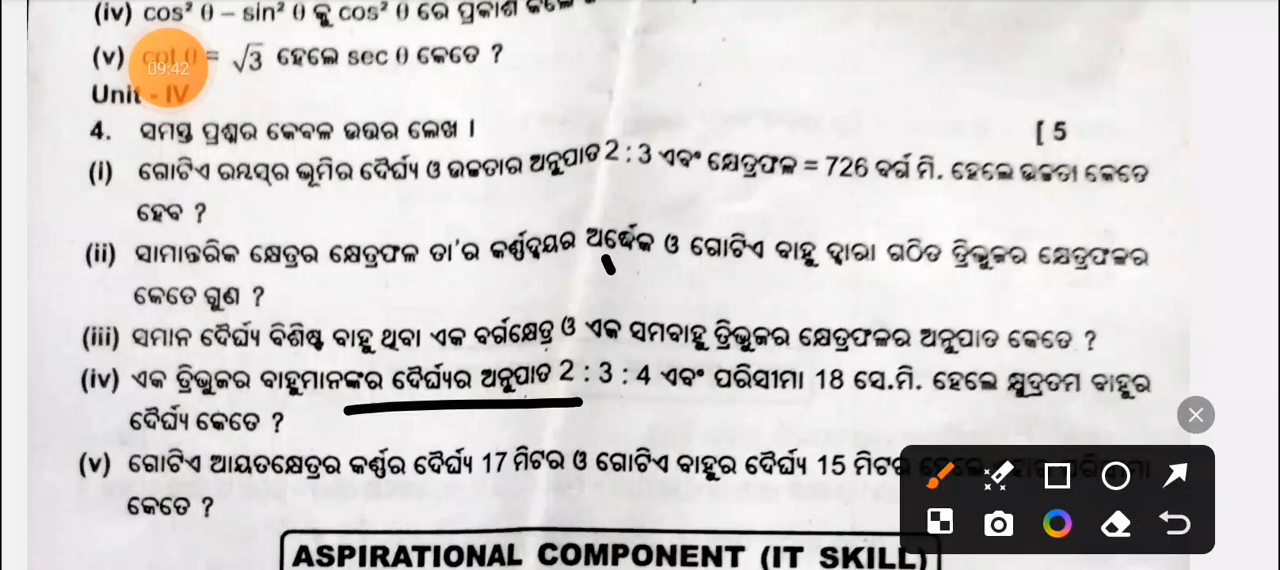 (iv) cos² θ – sin² θ କୁ cos² θ ରେ ପ୍ରକାଶ କଲେ
(v) cot θ = √3 ହେଲେ sec θ କେତେ ?
09:42
Unit - IV
4. ସମସ୍ତ ପ୍ରଶ୍ନର କେବଳ ଉତ୍ତର ଲେଖ । [ 5
(i) ଗୋଟିଏ ରମ୍ଭସ୍‌ର ଭୂମିର ଦୈର୍ଘ୍ୟ ଓ ଉଚ୍ଚତାର ଅନୁପାତ 2 : 3 ଏବଂ କ୍ଷେତ୍ରଫଳ = 726 ବର୍ଗ ମି. ହେଲେ ଉଚ୍ଚତା କେତେ
ହେବ ?
(ii) ସାମାନ୍ତରିକ କ୍ଷେତ୍ରର କ୍ଷେତ୍ରଫଳ ତା'ର କର୍ଣ୍ଣଦ୍ୱୟର ଅର୍ଦ୍ଧେକ ଓ ଗୋଟିଏ ବାହୁ ଦ୍ୱାରା ଗଠିତ ତ୍ରିଭୁଜର କ୍ଷେତ୍ରଫଳର
କେତେ ଗୁଣ ?
(iii) ସମାନ ଦୈର୍ଘ୍ୟ ବିଶିଷ୍ଟ ବାହୁ ଥିବା ଏକ ବର୍ଗକ୍ଷେତ୍ର ଓ ଏକ ସମବାହୁ ତ୍ରିଭୁଜର କ୍ଷେତ୍ରଫଳର ଅନୁପାତ କେତେ ?
(iv) ଏକ ତ୍ରିଭୁଜର ବାହୁମାନଙ୍କର ଦୈର୍ଘ୍ୟର ଅନୁପାତ 2 : 3 : 4 ଏବଂ ପରିସୀମା 18 ସେ.ମି. ହେଲେ କ୍ଷୁଦ୍ରତମ ବାହୁର
ଦୈର୍ଘ୍ୟ କେତେ ?
(v) ଗୋଟିଏ ଆୟତକ୍ଷେତ୍ରର କର୍ଣ୍ଣର ଦୈର୍ଘ୍ୟ 17 ମିଟର ଓ ଗୋଟିଏ ବାହୁର ଦୈର୍ଘ୍ୟ 15 ମିଟର ହେଲେ
କେତେ ?
ASPIRATIONAL COMPONENT (IT SKILL)